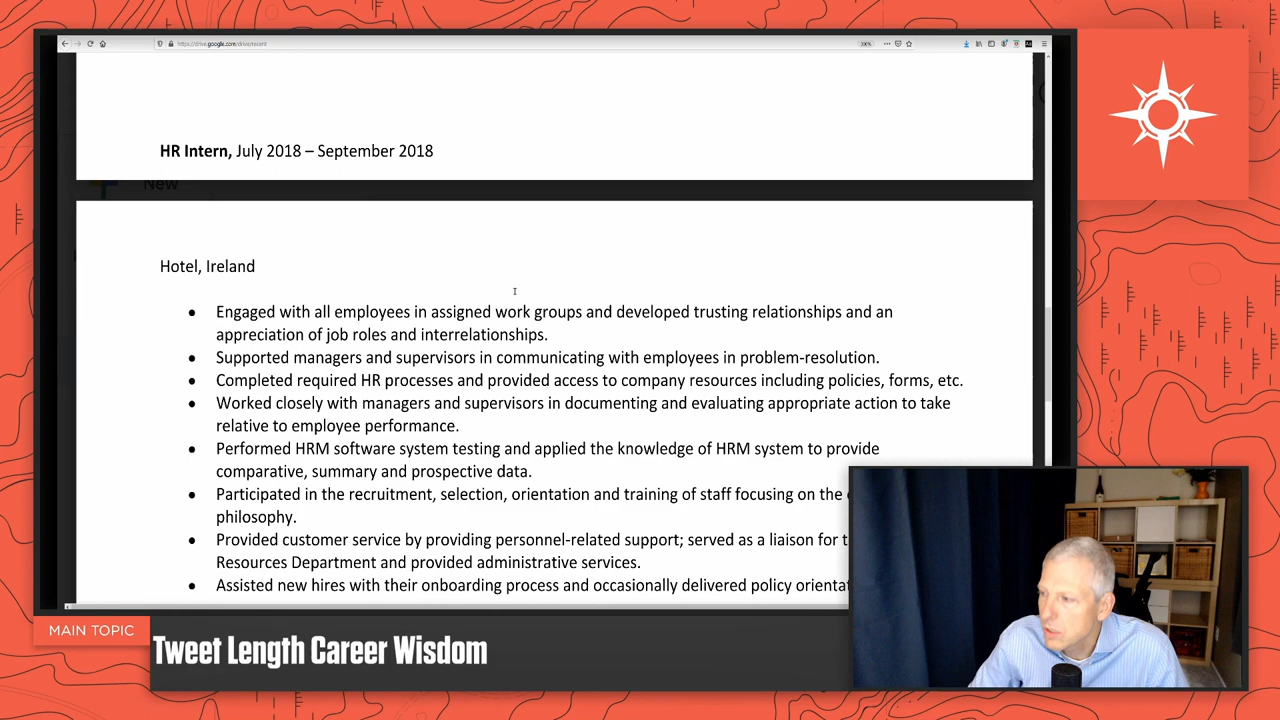 https://drive.google.com/drive/recent
HR Intern, July 2018 – September 2018
New
Hotel, Ireland
● Engaged with all employees in assigned work groups and developed trusting relationships and an
appreciation of job roles and interrelationships.
● Supported managers and supervisors in communicating with employees in problem-resolution.
● Completed required HR processes and provided access to company resources including policies, forms, etc.
● Worked closely with managers and supervisors in documenting and evaluating appropriate action to take
relative to employee performance.
● Performed HRM software system testing and applied the knowledge of HRM system to provide
comparative, summary and prospective data.
● Participated in the recruitment, selection, orientation and training of staff focusing on the
philosophy.
● Provided customer service by providing personnel-related support; served as a liaison for
Resources Department and provided administrative services.
● Assisted new hires with their onboarding process and occasionally delivered policy
MAIN TOPIC
Tweet Length Career Wisdom